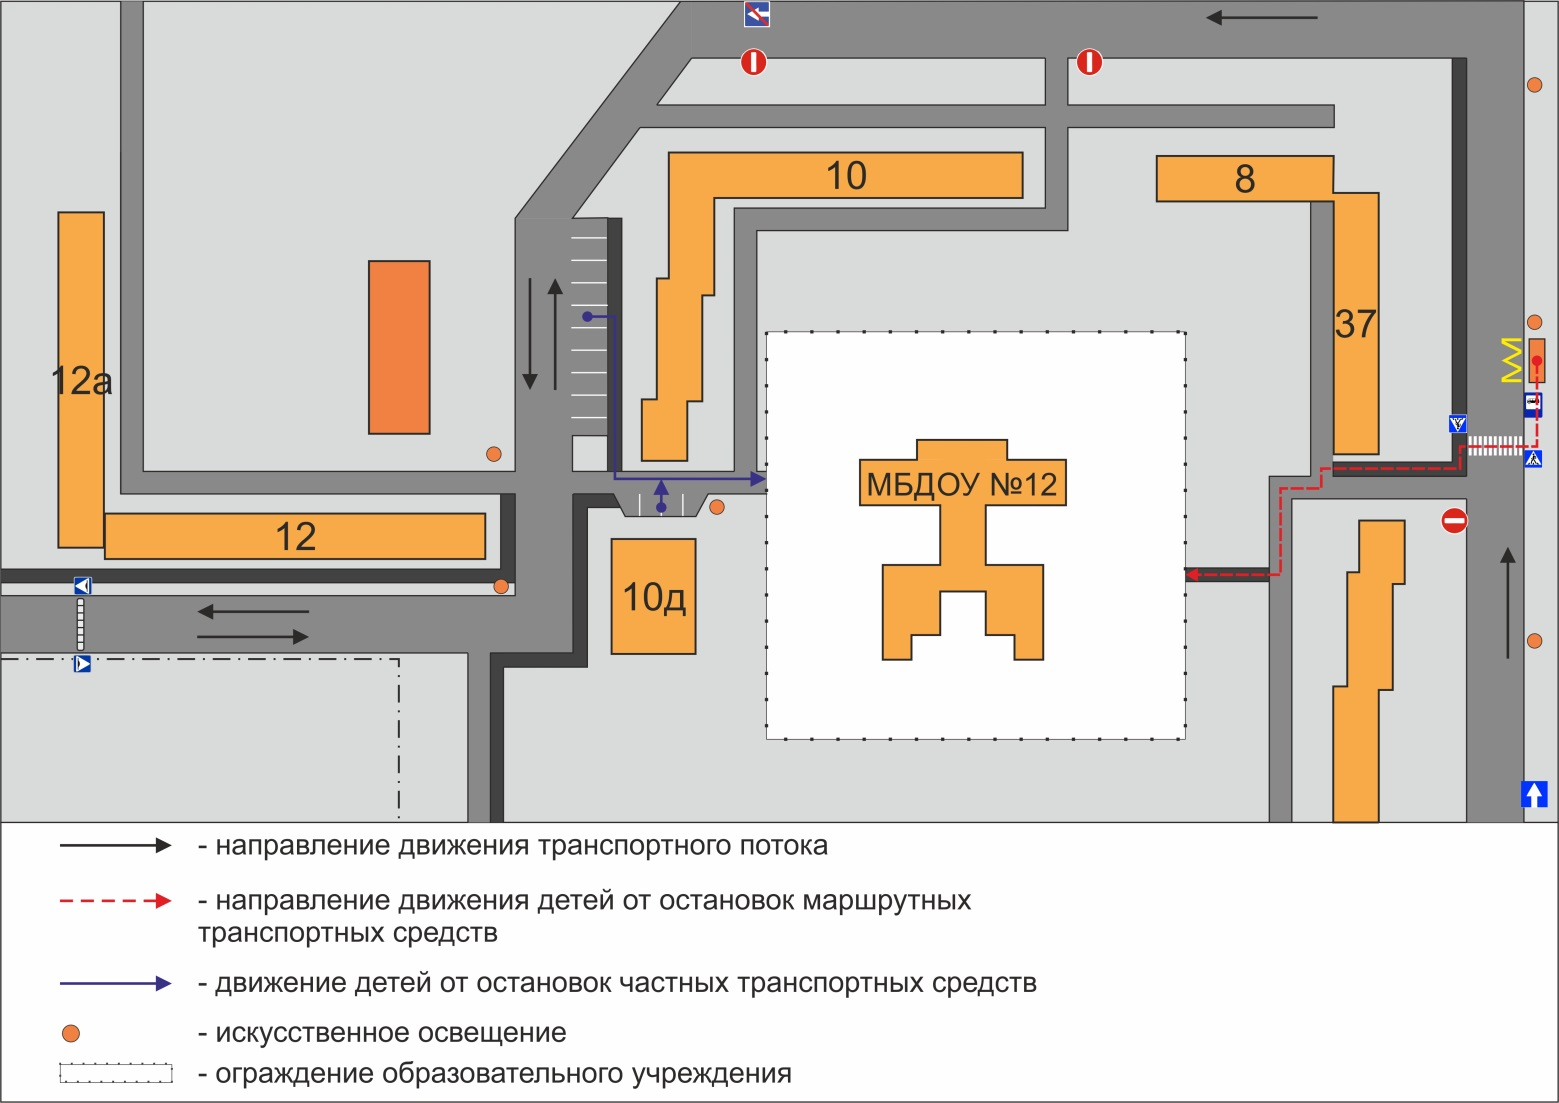 10
8
37
12а
МБДОУ №12
12
10д
- направление движения транспортного потока
- направление движения детей от остановок маршрутных
транспортных средств
- движение детей от остановок частных транспортных средств
- искусственное освещение
- ограждение образовательного учреждения